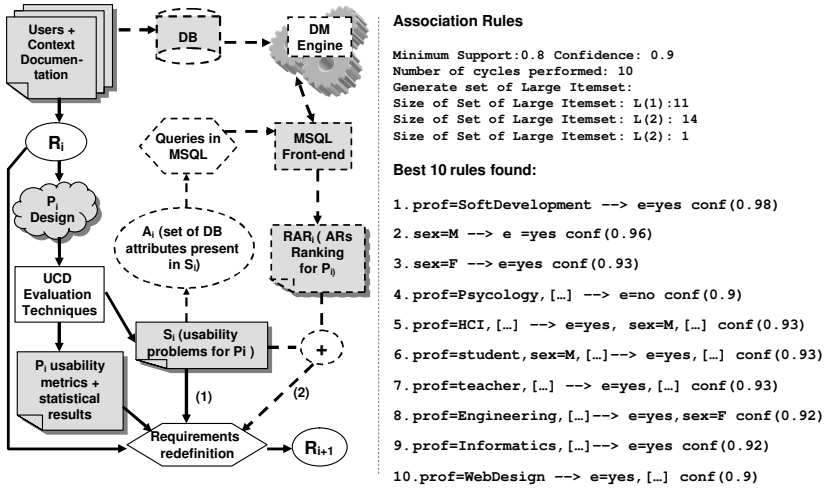 Users +
Context
Documen-
tation
DB
DM
Engine
Ri
Queries in
MSQL
MSQL
Front-end
Pi
Design
Ai (set of DB
attributes present
in Si)
RARi ( ARs
Ranking
for Pi)
UCD
Evaluation
Techniques
Si (usability
problems for Pi )
+
Pi usability
metrics +
statistical
results
(1)
(2)
Requirements
redefinition
Ri+1
Association Rules
Minimum Support:0.8 Confidence: 0.9
Number of cycles performed: 10
Generate set of Large Itemset:
Size of Set of Large Itemset: L(1):11
Size of Set of Large Itemset: L(2): 14
Size of Set of Large Itemset: L(2): 1
Best 10 rules found:
1. prof=SoftDevelopment --> e=yes conf(0.98)
2. sex=M --> e =yes conf(0.96)
3. sex=F --> e=yes conf(0.93)
4. prof=Psycology,[…] --> e=no conf(0.9)
5. prof=HCI,[…] --> e=yes, sex=M,[…] conf(0.93)
6. prof=student,sex=M,[…]--> e=yes,[…] conf(0.93)
7. prof=teacher,[…] --> e=yes,[…] conf(0.93)
8. prof=Engineering,[…]--> e=yes,sex=F conf(0.92)
9. prof=Informatics,[…]--> e=yes conf(0.92)
10.prof=WebDesign --> e=yes,[…] conf(0.9)